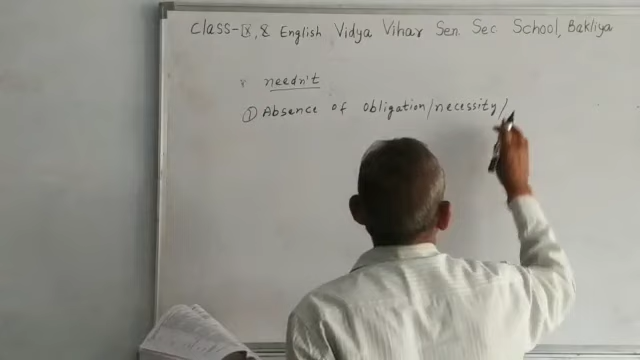 Class-IX, 8 English Vidya Vihar Sen Sec School, Bakliya
* needn't
① Absence of obligation/necessity/